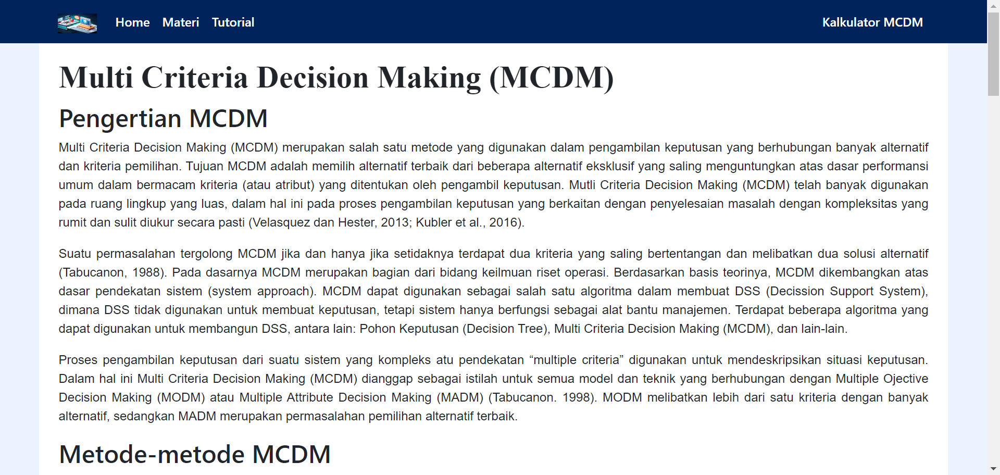 Home Materi Tutorial Kalkulator MCDM
Multi Criteria Decision Making (MCDM)
Pengertian MCDM
Multi Criteria Decision Making (MCDM) merupakan salah satu metode yang digunakan dalam pengambilan keputusan yang berhubungan banyak alternatif
dan kriteria pemilihan. Tujuan MCDM adalah memilih alternatif terbaik dari beberapa alternatif eksklusif yang saling menguntungkan atas dasar performansi
umum dalam bermacam kriteria (atau atribut) yang ditentukan oleh pengambil keputusan. Mutli Criteria Decision Making (MCDM) telah banyak digunakan
pada ruang lingkup yang luas, dalam hal ini pada proses pengambilan keputusan yang berkaitan dengan penyelesaian masalah dengan kompleksitas yang
rumit dan sulit diukur secara pasti (Velasquez dan Hester, 2013; Kubler et al., 2016).
Suatu permasalahan tergolong MCDM jika dan hanya jika setidaknya terdapat dua kriteria yang saling bertentangan dan melibatkan dua solusi alternatif
(Tabucanon, 1988). Pada dasarnya MCDM merupakan bagian dari bidang keilmuan riset operasi. Berdasarkan basis teorinya, MCDM dikembangkan atas
dasar pendekatan sistem (system approach). MCDM dapat digunakan sebagai salah satu algoritma dalam membuat DSS (Decission Support System),
dimana DSS tidak digunakan untuk membuat keputusan, tetapi sistem hanya berfungsi sebagai alat bantu manajemen. Terdapat beberapa algoritma yang
dapat digunakan untuk membangun DSS, antara lain: Pohon Keputusan (Decision Tree), Multi Criteria Decision Making (MCDM), dan lain-lain.
Proses pengambilan keputusan dari suatu sistem yang kompleks atu pendekatan “multiple criteria” digunakan untuk mendeskripsikan situasi keputusan.
Dalam hal ini Multi Criteria Decision Making (MCDM) dianggap sebagai istilah untuk semua model dan teknik yang berhubungan dengan Multiple Ojective
Decision Making (MODM) atau Multiple Attribute Decision Making (MADM) (Tabucanon. 1998). MODM melibatkan lebih dari satu kriteria dengan banyak
alternatif, sedangkan MADM merupakan permasalahan pemilihan alternatif terbaik.
Metode-metode MCDM